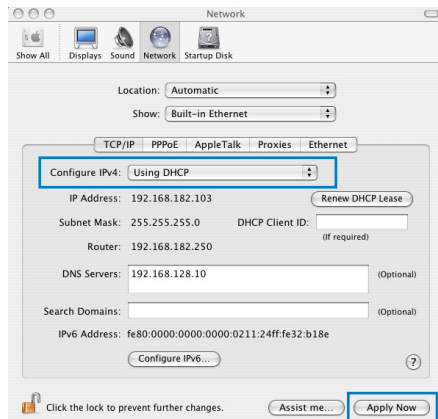 Network
Show All Displays Sound Network Startup Disk
Location: Automatic
Show: Built-in Ethernet
TCP/IP PPPoE AppleTalk Proxies Ethernet
Configure IPv4: Using DHCP
IP Address: 192.168.182.103 Renew DHCP Lease
Subnet Mask: 255.255.255.0 DHCP Client ID:
(If required)
Router: 192.168.182.250
DNS Servers: 192.168.128.10 (Optional)
Search Domains: (Optional)
IPv6 Address: fe80:0000:0000:0000:0211:24ff:fe32:b18e
Configure IPv6... ?
Click the lock to prevent further changes. Assist me... Apply Now